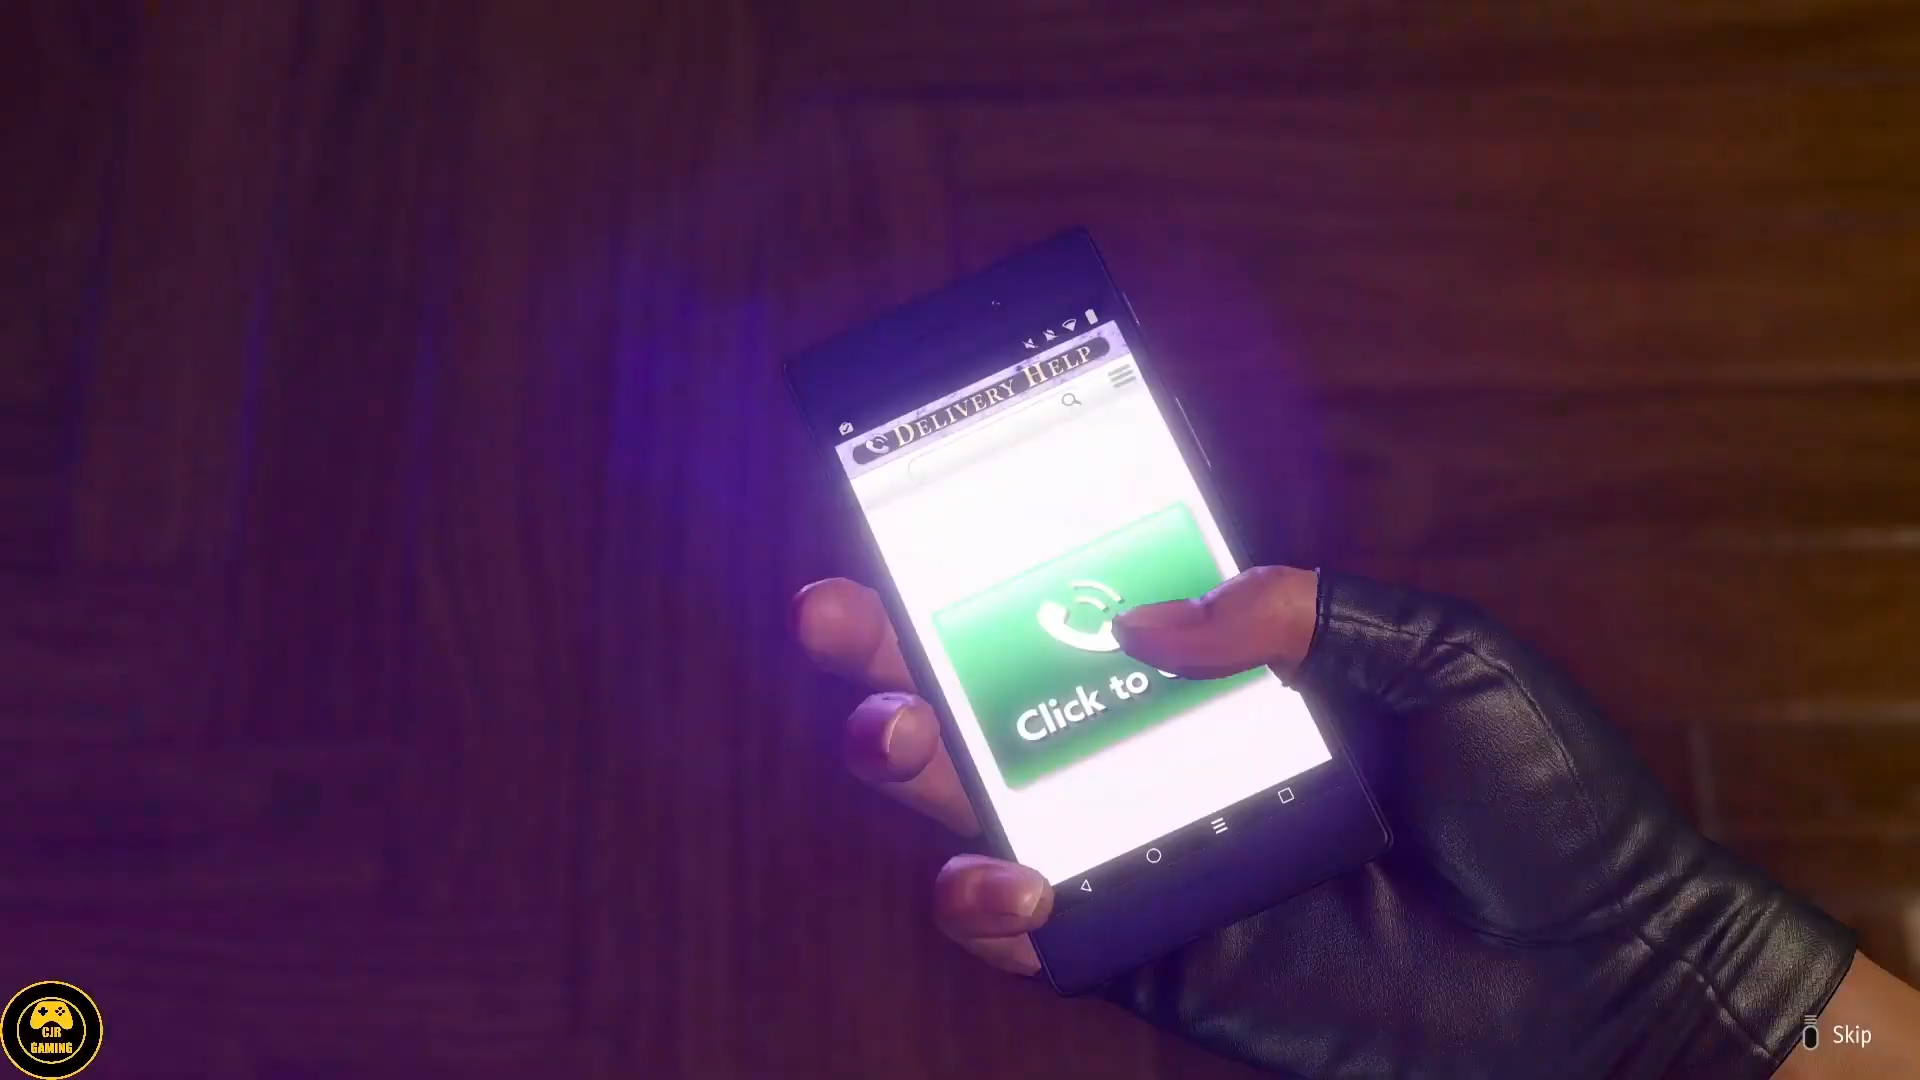 DELIVERY HELP
Click to
CJR
GAMING
Skip